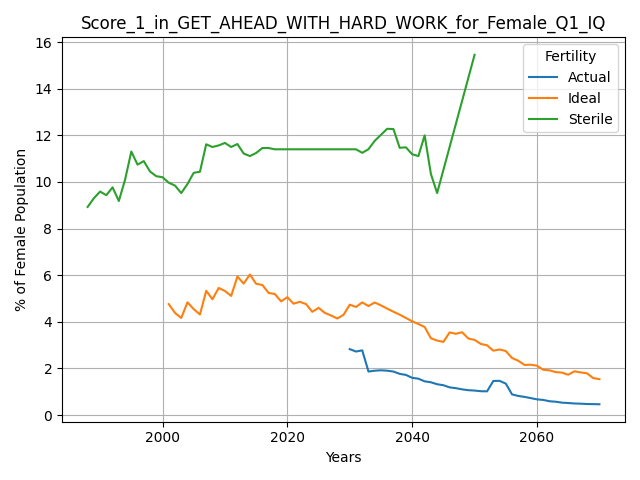 Score_1_in_GET_AHEAD_WITH_HARD_WORK_for_Female_Q1_IQ
Fertility
Actual
Ideal
Sterile
% of Female Population
16
14
12
10
8
6
4
2
0
2000
2020
2040
2060
Years